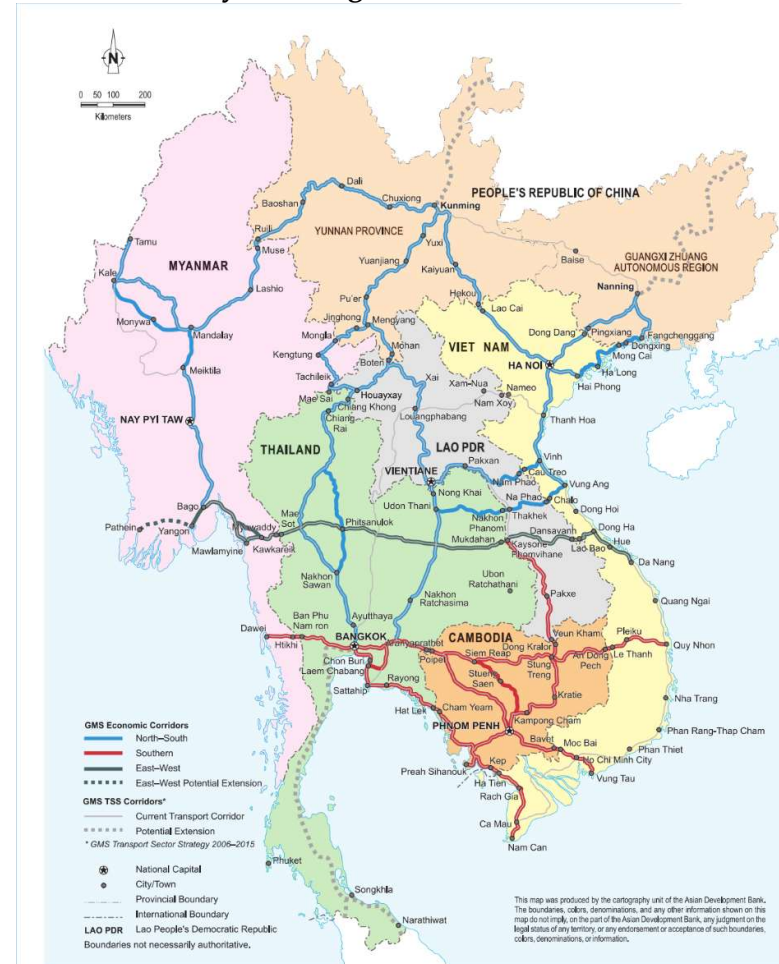 N
0 50 100 200
Kilometers
PEOPLE'S REPUBLIC OF CHINA
Dali
Baoshan
Chuxiong
Kunming
Ruili
YUNNAN PROVINCE
Yuxi
Muse
Tamu
Yuanjiang
Kaiyuan
Baise
GUANGXI ZHUANG
AUTONOMOUS REGION
MYANMAR
Kale
Lashio
Pu'er
Hekou
Nanning
Lao Cai
Monywa
Jinghong
Mengyang
Mandalay
Mongla
Dong Dang
Pingxiang
Fangchenggang
Mohan
VIET NAM
Dongxing
Kengtung
Boten
Mong Cai
HA NOI
Meiktila
Ha Long
Tachileik
Xai
Xam-Nua
Nameo
Hai Phong
Mae Sai
Houayxay
Nam Xoy
Chiang Khong
Louangphabang
NAY PYI TAW
Chiang
Rai
Thanh Hoa
THAILAND
LAO PDR
Pakxan
Vinh
VIENTIANE
Cau Treo
Nam Phao
Vung Ang
Nong Khai
Na Phao
Chalo
Bago
Udon Thani
Thakhek
Dong Hoi
Mae
Sot
Nakhon
Phanom
Pathein
Yangon
Myawaddy
Phitsanulok
Dansavanh
Dong Ha
Mukdahan
Kaysone
Phomvihane
Lao Bao
Hue
Mawlamyine
Kawkareik
Da Nang
Nakhon
Sawan
Ubon
Ratchathani
Pakxe
Nakhon
Ratchasima
Quang Ngai
Ban Phu
Nam ron
Ayutthaya
Dawei
BANGKOK
Aranyaprathet
CAMBODIA
Veun Kham
Pleiku
Htikhi
Dong Kralor
Quy Nhon
Poipet
Siem Reap
An Dong
Pech
Le Thanh
Chon Buri
Laem Chabang
Stung
Treng
Stueng
Saen
Sattahip
Rayong
Kratie
Nha Trang
Hat Lek
Cham Yeam
Kampong Cham
PHNOM PENH
Phan Rang-Thap Cham
Bavet
Moc Bai
Phan Thiet
Ho Chi Minh City
Preah Sihanouk
Kep
Vung Tau
Ha Tien
Rach Gia
Ca Mau
Nam Can
Phuket
Songkhla
Narathiwat
GMS Economic Corridors
North–South
Southern
East–West
East–West Potential Extension
GMS TSS Corridors*
Current Transport Corridor
Potential Extension
* GMS Transport Sector Strategy 2006–2015
National Capital
City/Town
Provincial Boundary
International Boundary
LAO PDR Lao People's Democratic Republic
Boundaries not necessarily authoritative.
This map was produced by the cartography unit of the Asian Development Bank.
The boundaries, colors, denominations, and any other information shown on this
map do not imply, on the part of the Asian Development Bank, any judgment on the
legal status of any territory, or any endorsement or acceptance of such boundaries,
colors, denominations, or information.